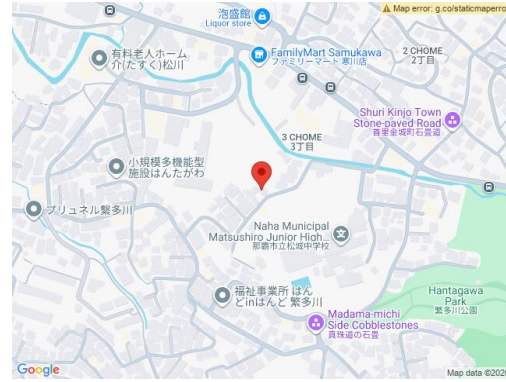 Map error: g.co/staticmaperro
泡盛館
Liquor store
有料老人ホーム
介(たすく)松川
FamilyMart Samukawa
ファミリーマート 寒川店
2 CHOME
2丁目
Shuri Kinjo Town
Stone-paved Road
首里金城町石畳道
3 CHOME
3丁目
小規模多機能型
施設はんたがわ
ブリュネル繁多川
Naha Municipal
Matsushiro Junior High...
那覇市立松城中学校
福祉事業所 はん
どinはんど 繁多川
Hantagawa
Park
繁多川公園
Madama-michi
Side Cobblestones
真珠道の石畳
Google
Map data ©2026